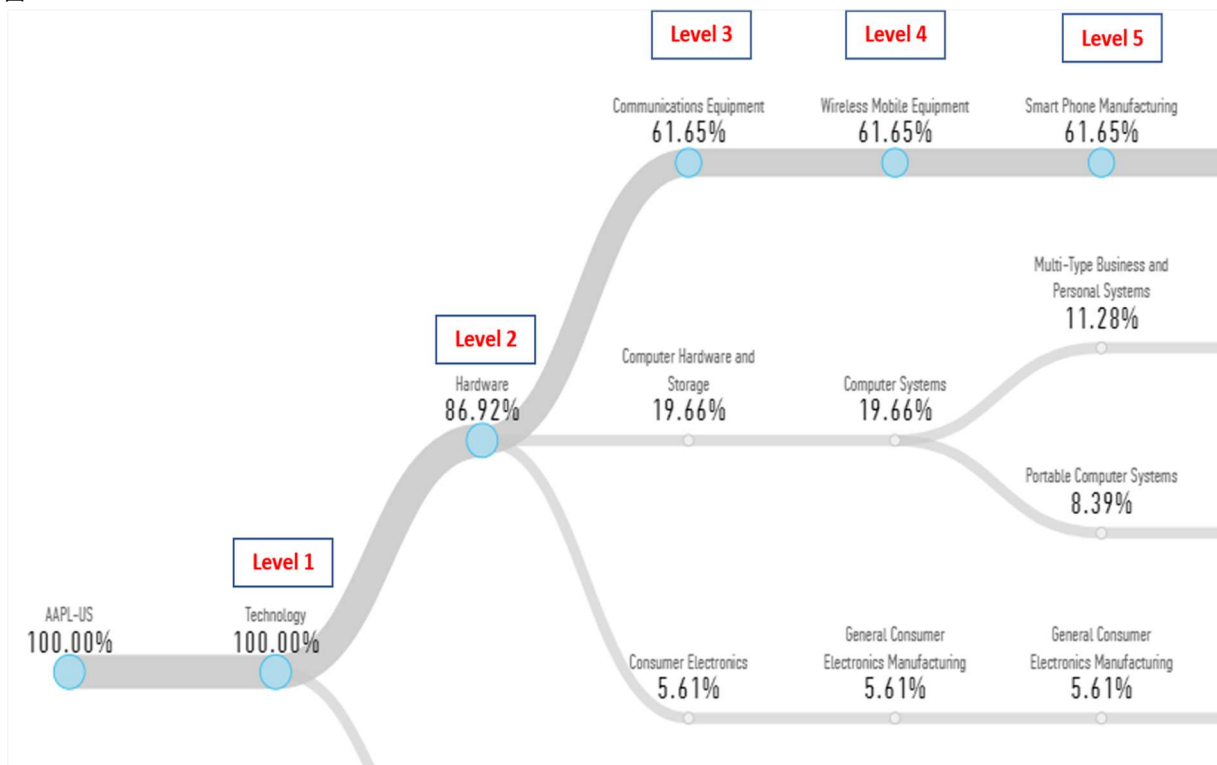 Level 3
Level 4
Level 5
Communications Equipment
61.65%
Wireless Mobile Equipment
61.65%
Smart Phone Manufacturing
61.65%
Multi-Type Business and
Personal Systems
11.28%
Level 2
Hardware
86.92%
Computer Hardware and
Storage
19.66%
Computer Systems
19.66%
Portable Computer Systems
8.39%
Level 1
AAPL-US
100.00%
Technology
100.00%
Consumer Electronics
5.61%
General Consumer
Electronics Manufacturing
5.61%
General Consumer
Electronics Manufacturing
5.61%